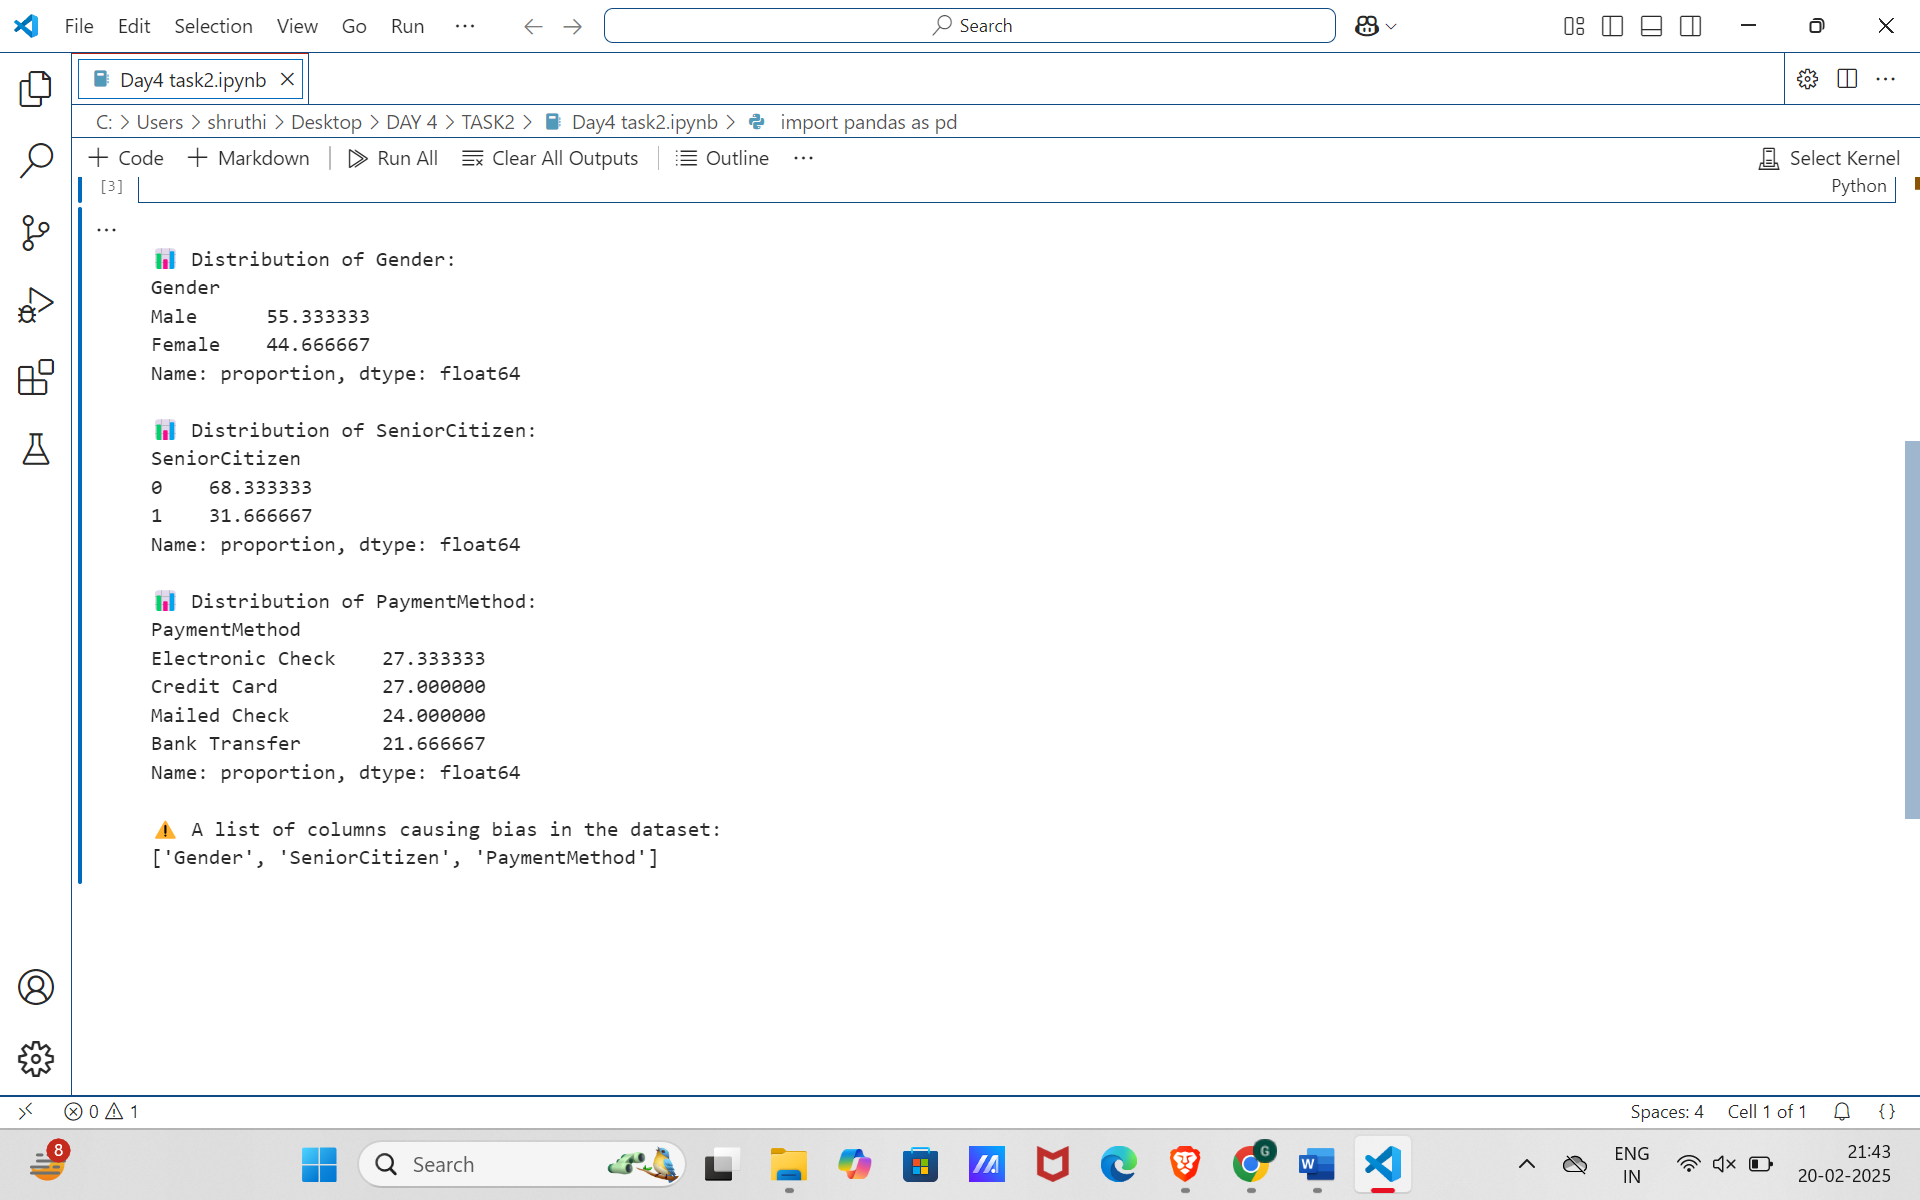 File Edit Selection View Go Run ··· Search
Day4 task2.ipynb
C: > Users > shruthi > Desktop > DAY 4 > TASK2 > Day4 task2.ipynb > import pandas as pd
+ Code + Markdown Run All Clear All Outputs Outline ··· Select Kernel
[3] Python
...
📊 Distribution of Gender:
Gender
Male      55.333333
Female    44.666667
Name: proportion, dtype: float64
📊 Distribution of SeniorCitizen:
SeniorCitizen
0    68.333333
1    31.666667
Name: proportion, dtype: float64
📊 Distribution of PaymentMethod:
PaymentMethod
Electronic Check    27.333333
Credit Card         27.000000
Mailed Check        24.000000
Bank Transfer       21.666667
Name: proportion, dtype: float64
⚠️ A list of columns causing bias in the dataset:
['Gender', 'SeniorCitizen', 'PaymentMethod']
0 1 Spaces: 4 Cell 1 of 1 {}
8 Search G W ENG 21:43
IN 20-02-2025